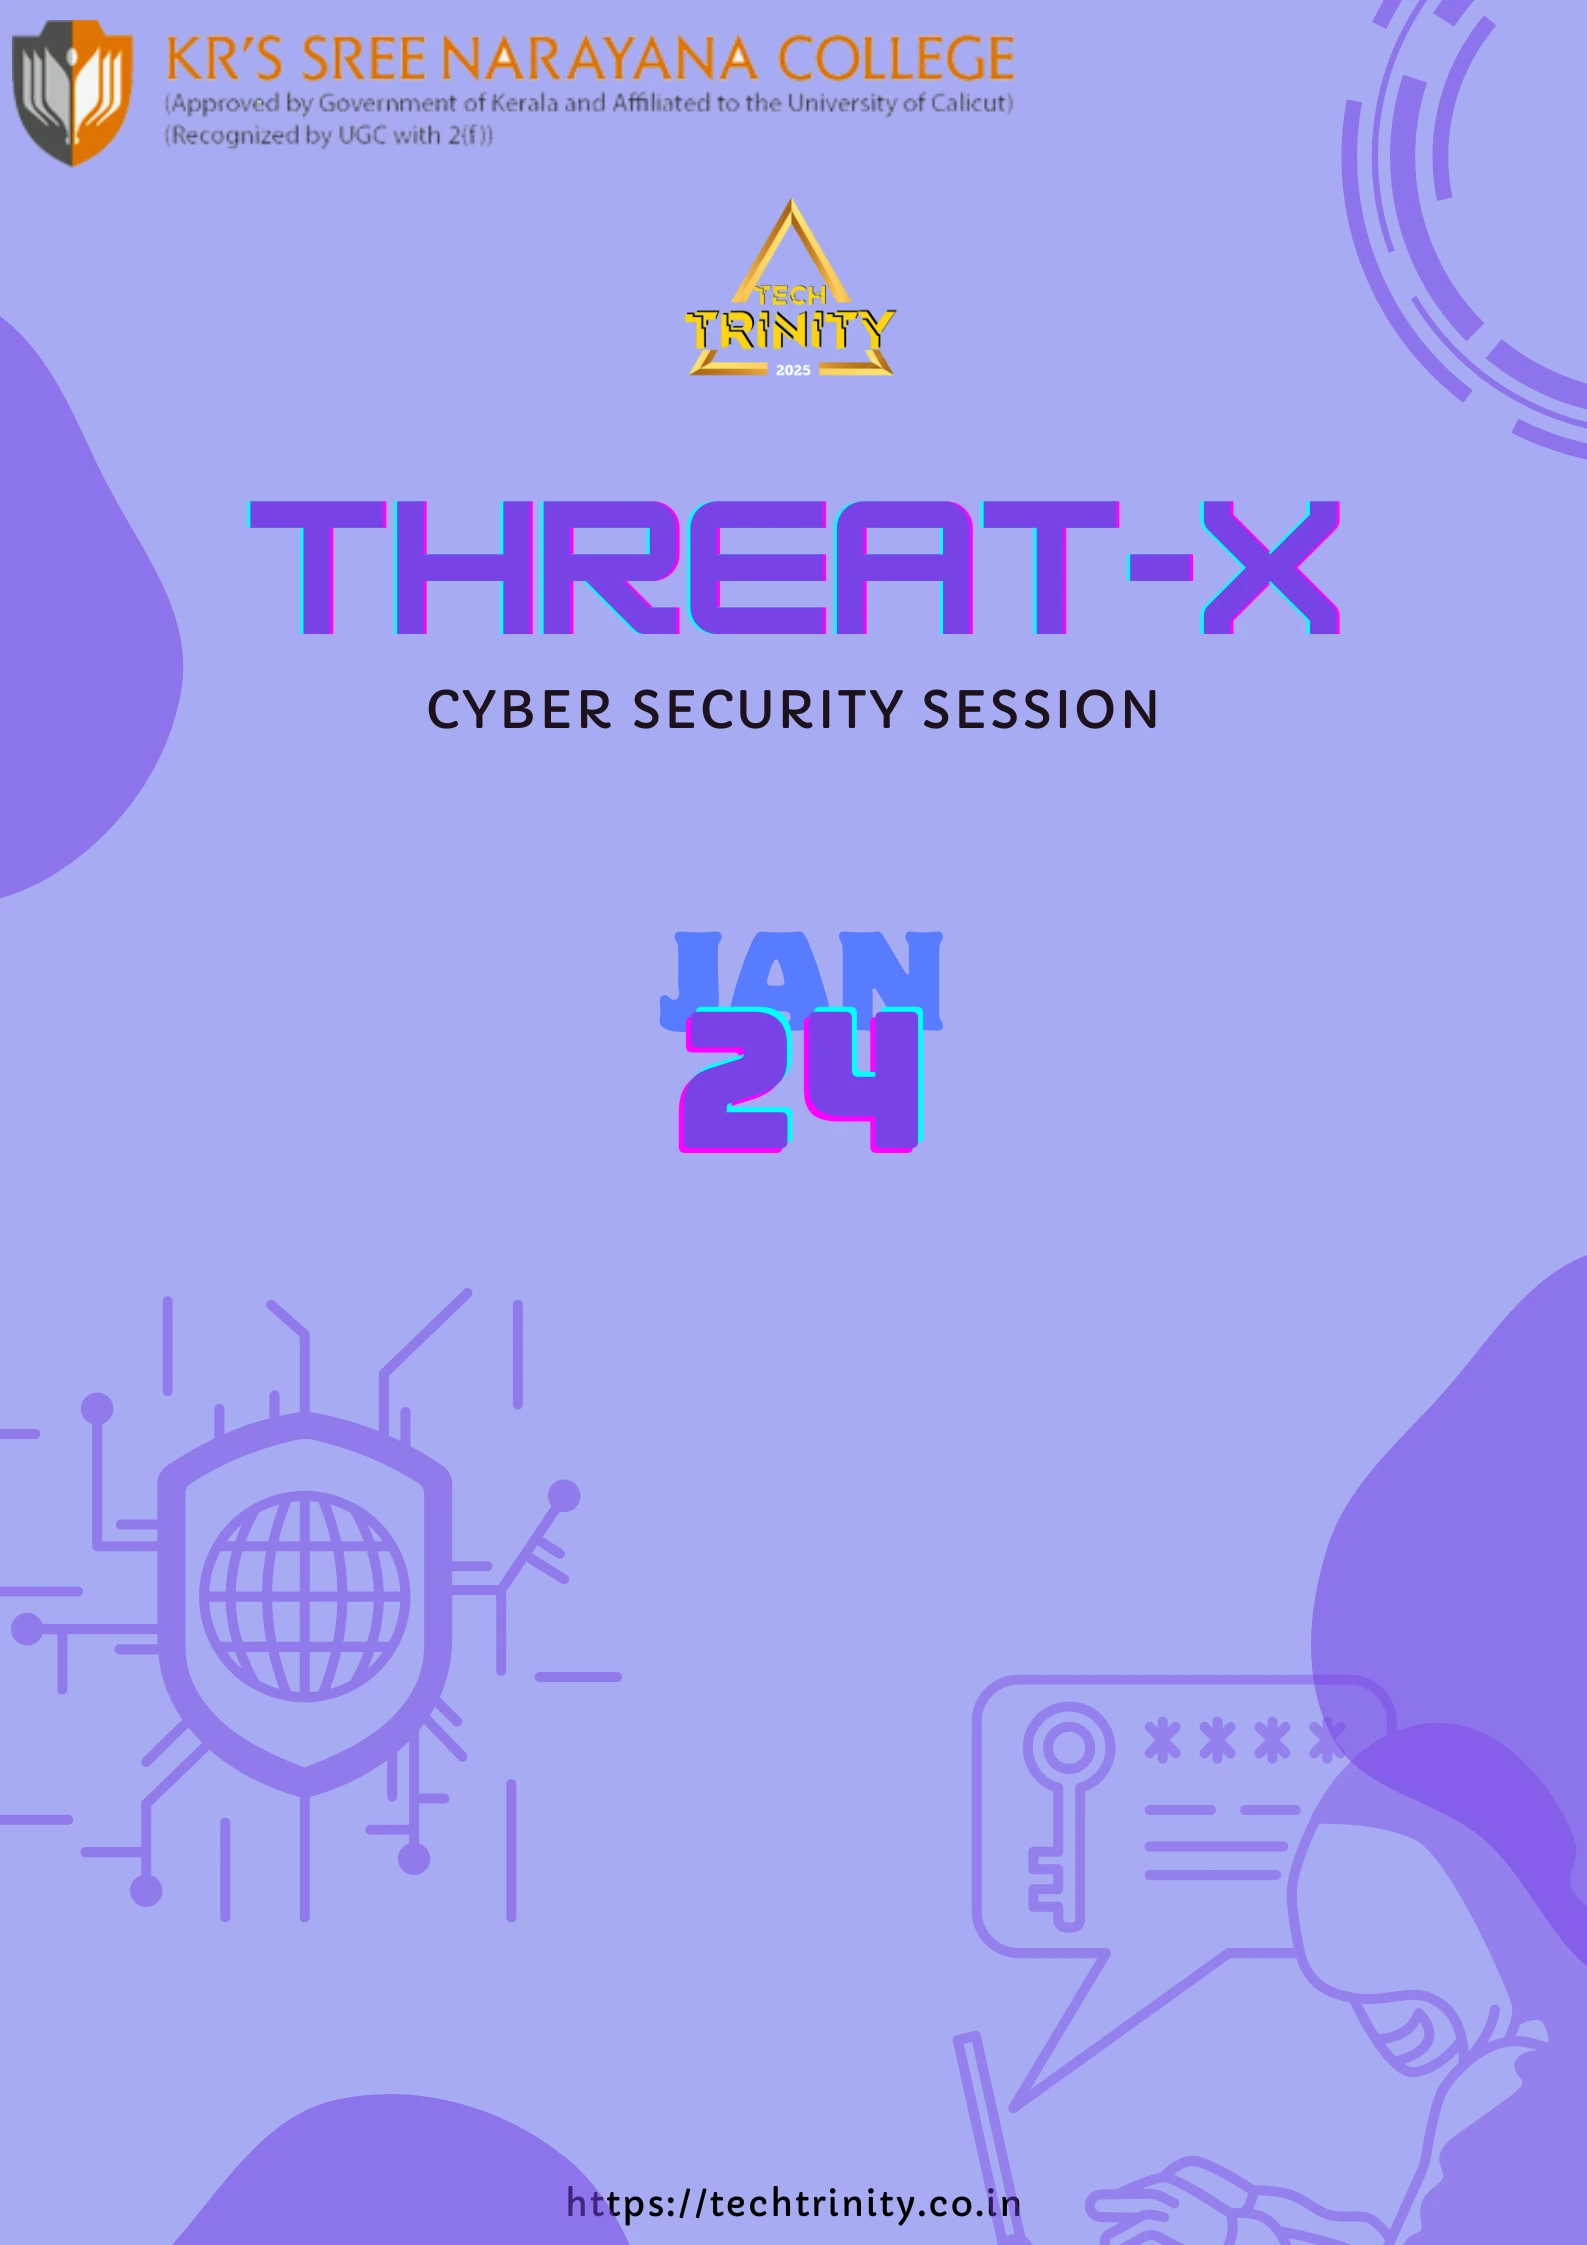 KR'S SREE NARAYANA COLLEGE
(Approved by Government of Kerala and Affiliated to the University of Calicut)
(Recognized by UGC with 2(f))
TECH
TRINITY
2025
THREAT-X
CYBER SECURITY SESSION
JAN
24
****
https://techtrinity.co.in